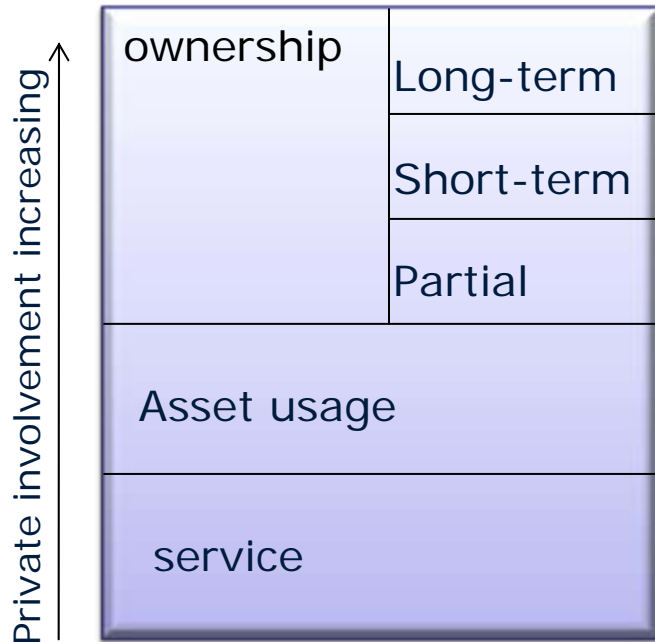 Private involvement increasing
ownership
Long-term
Short-term
Partial
Asset usage
service